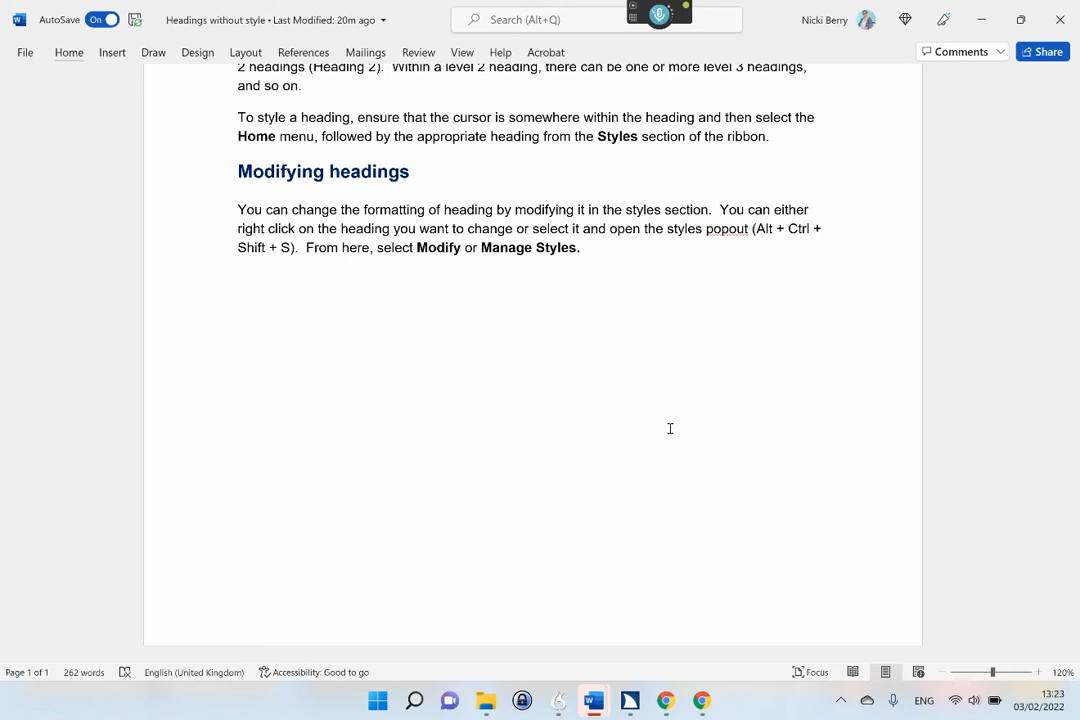 AutoSave On Headings without style • Last Modified: 20m ago Search (Alt+Q) Nicki Berry
File Home Insert Draw Design Layout References Mailings Review View Help Acrobat Comments Share
2 headings (Heading 2). Within a level 2 heading, there can be one or more level 3 headings,
and so on.
To style a heading, ensure that the cursor is somewhere within the heading and then select the
Home menu, followed by the appropriate heading from the Styles section of the ribbon.
Modifying headings
You can change the formatting of heading by modifying it in the styles section. You can either
right click on the heading you want to change or select it and open the styles popout (Alt + Ctrl +
Shift + S). From here, select Modify or Manage Styles.
Page 1 of 1 262 words English (United Kingdom) Accessibility: Good to go Focus 120%
ENG 13:23
03/02/2022